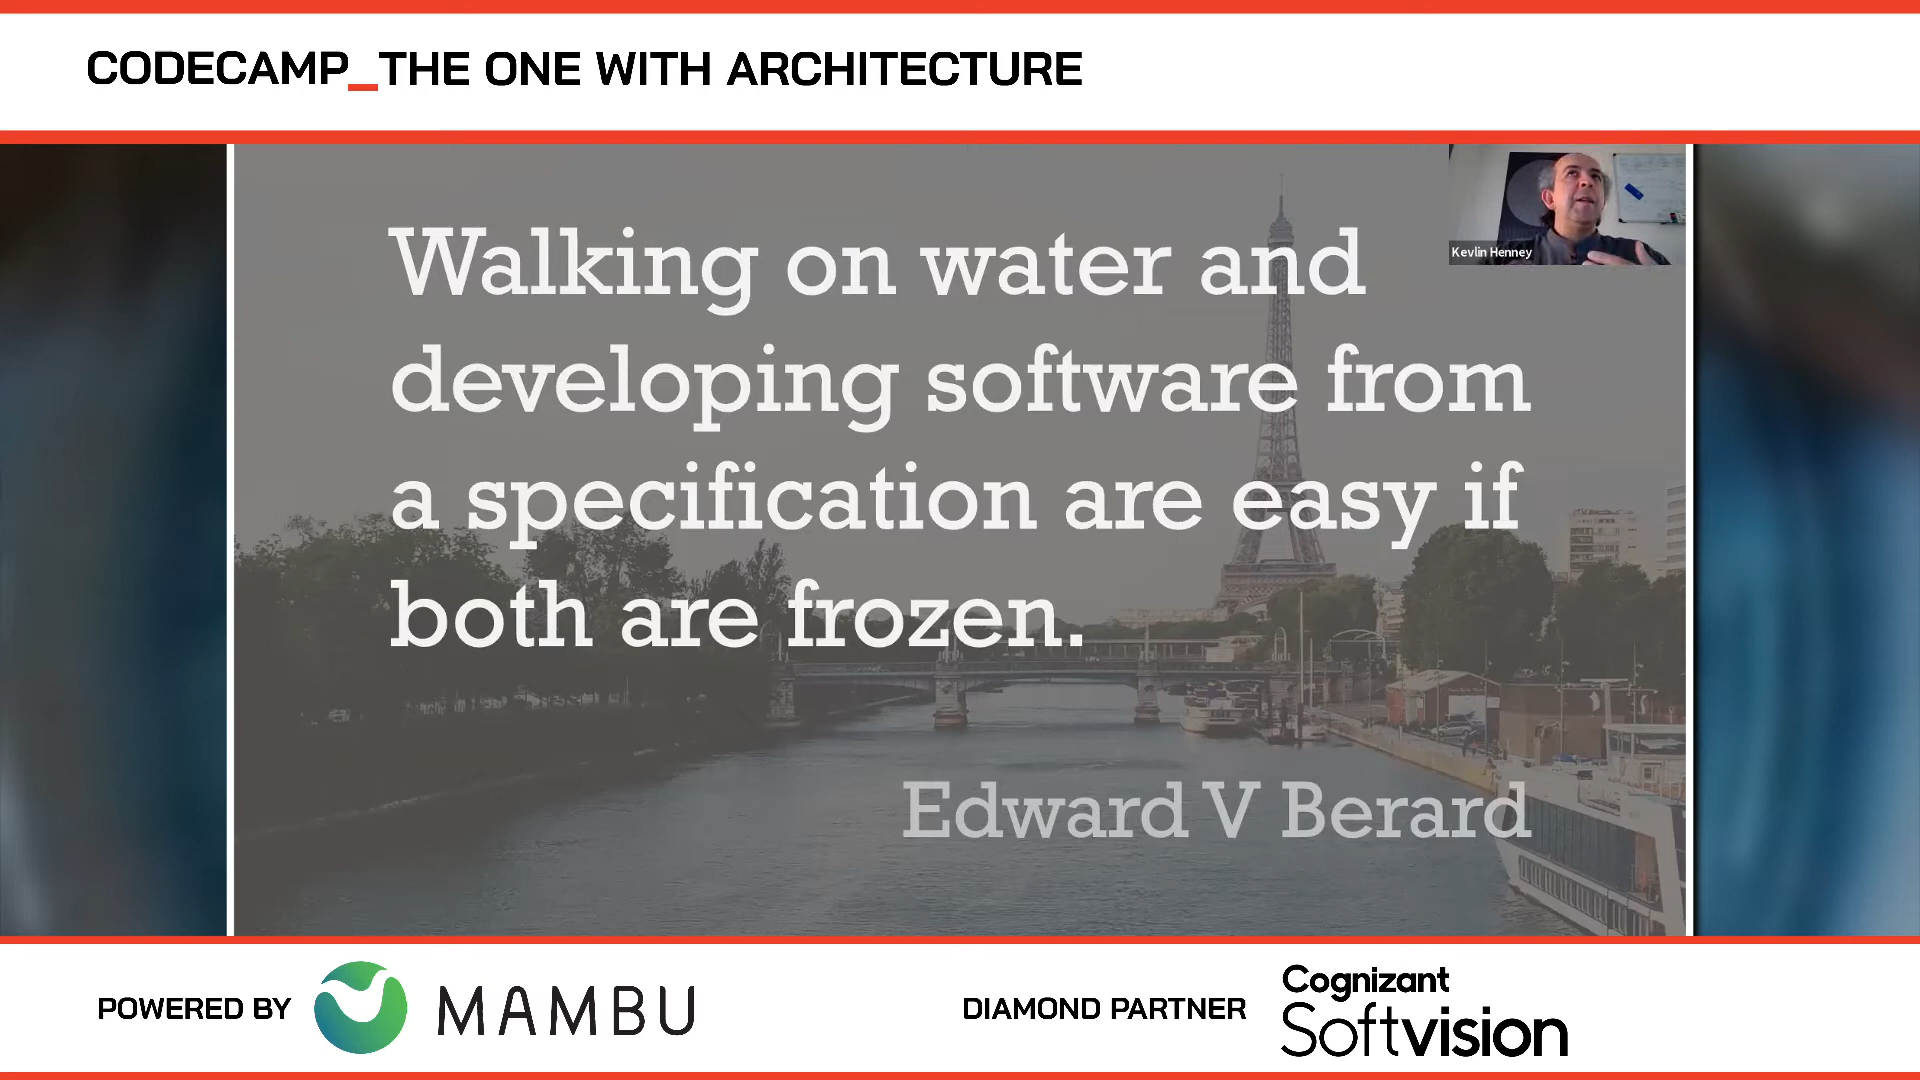 CODECAMP_THE ONE WITH ARCHITECTURE
Kevlin Henney
Walking on water and
developing software from
a specification are easy if
both are frozen.
Edward V Berard
POWERED BY
MAMBU
DIAMOND PARTNER
Cognizant
Softvision